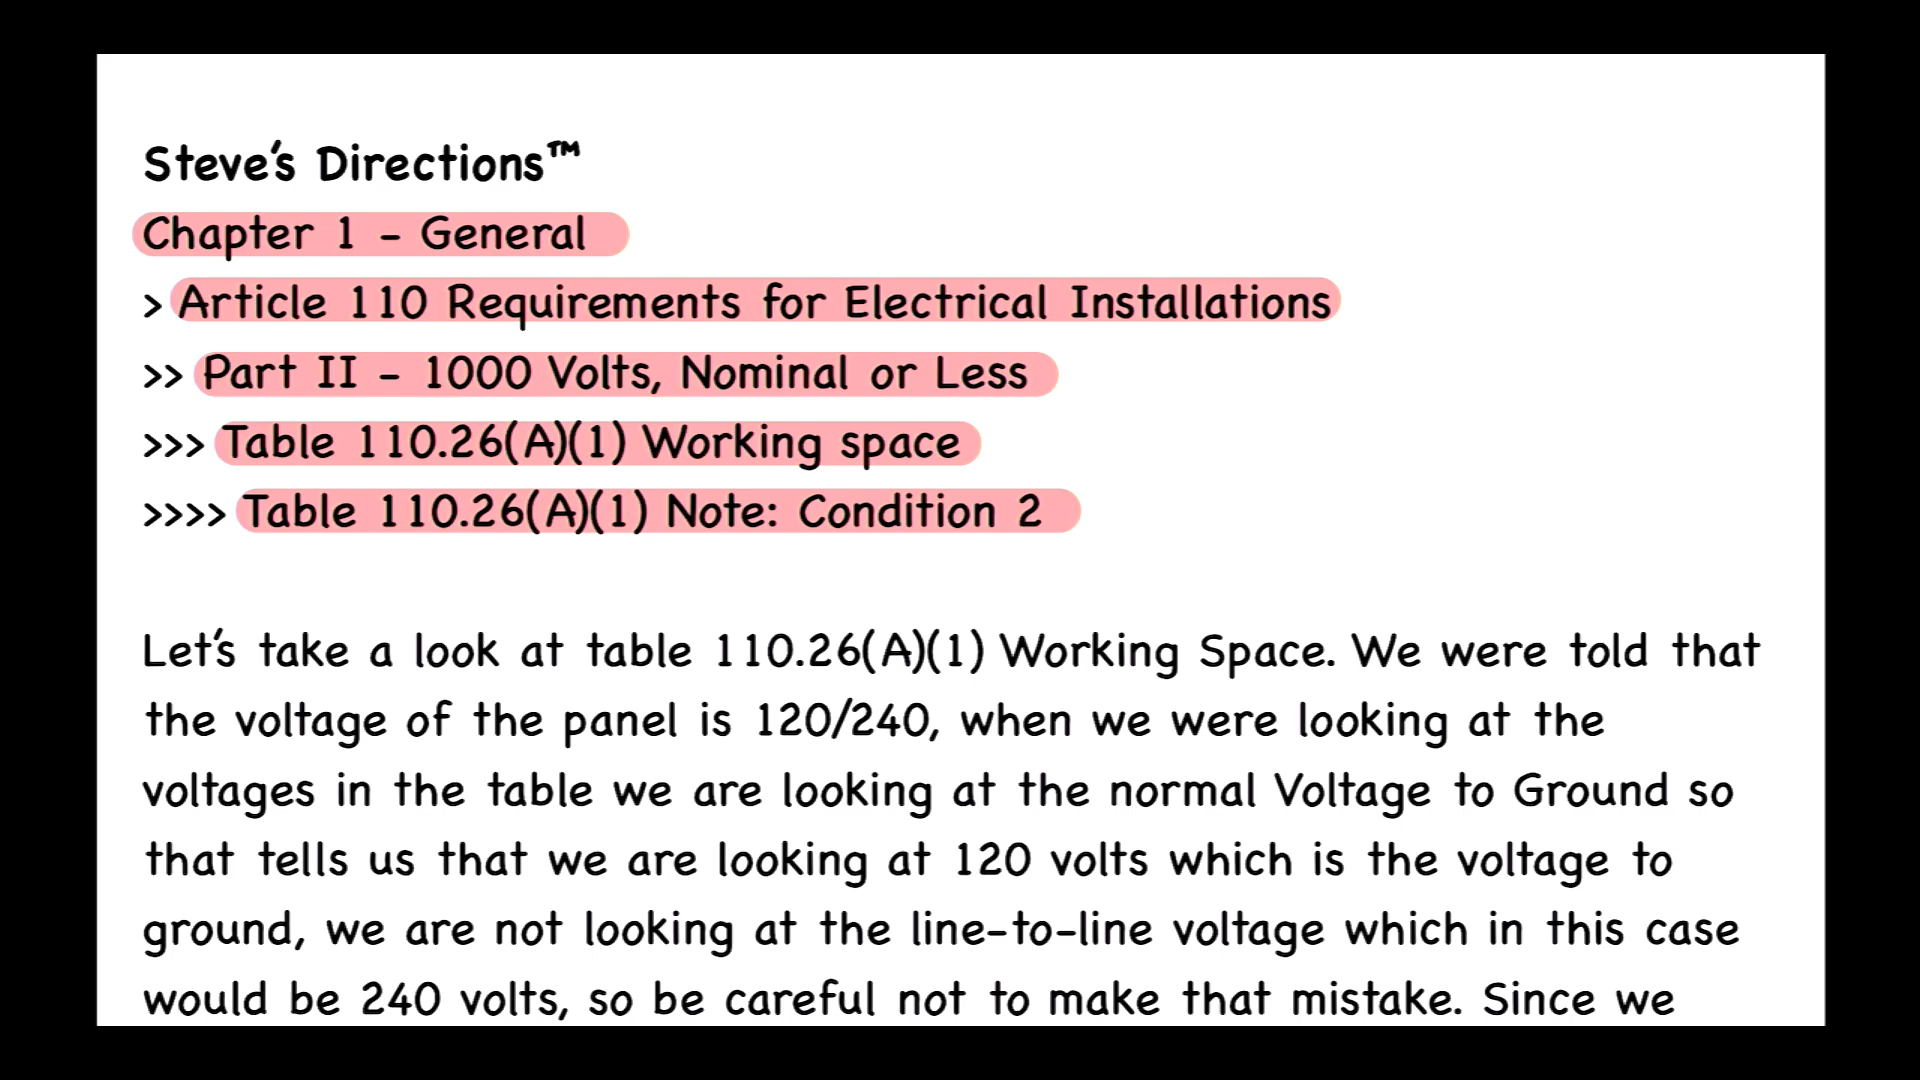 Steve's Directions™
Chapter 1 - General
> Article 110 Requirements for Electrical Installations
>> Part II - 1000 Volts, Nominal or Less
>>> Table 110.26(A)(1) Working space
>>>> Table 110.26(A)(1) Note: Condition 2
Let's take a look at table 110.26(A)(1) Working Space. We were told that
the voltage of the panel is 120/240, when we were looking at the
voltages in the table we are looking at the normal Voltage to Ground so
that tells us that we are looking at 120 volts which is the voltage to
ground, we are not looking at the line-to-line voltage which in this case
would be 240 volts, so be careful not to make that mistake. Since we